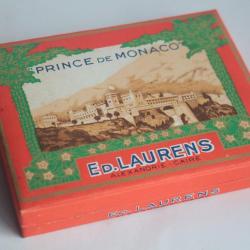 "PRINCE DE MONACO"
ED. LAURENS
ALEXANDRIE. CAIRE
ED. LAURENS